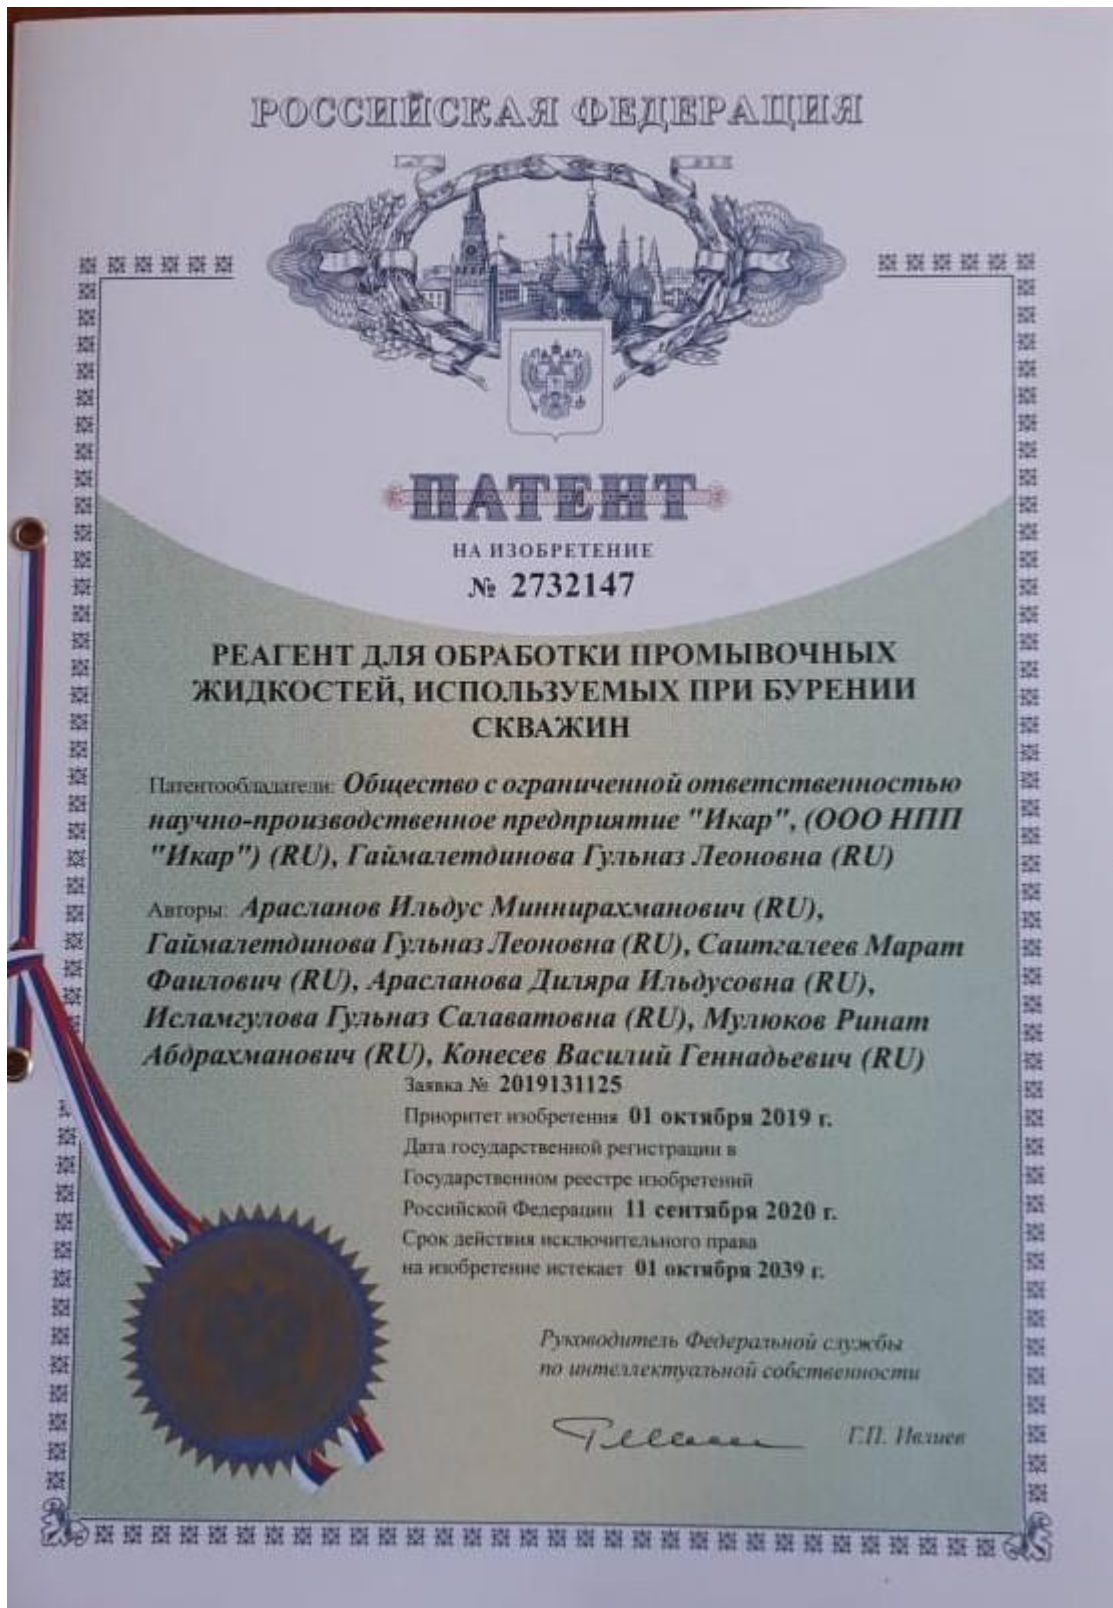 РОССИЙСКАЯ ФЕДЕРАЦИЯ
ПАТЕНТ
НА ИЗОБРЕТЕНИЕ
№ 2732147
РЕАГЕНТ ДЛЯ ОБРАБОТКИ ПРОМЫВОЧНЫХ
ЖИДКОСТЕЙ, ИСПОЛЬЗУЕМЫХ ПРИ БУРЕНИИ
СКВАЖИН
Патентообладатели: Общество с ограниченной ответственностью
научно-производственное предприятие "Икар", (ООО НПП
"Икар") (RU), Гаймалетдинова Гульназ Леоновна (RU)
Авторы: Арасланов Ильдус Миннирахманович (RU),
Гаймалетдинова Гульназ Леоновна (RU), Саитгалеев Марат
Фаилович (RU), Арасланова Диляра Ильдусовна (RU),
Исламгулова Гульназ Салаватовна (RU), Мулюков Ринат
Абдрахманович (RU), Конесев Василий Геннадьевич (RU)
Заявка № 2019131125
Приоритет изобретения 01 октября 2019 г.
Дата государственной регистрации в
Государственном реестре изобретений
Российской Федерации 11 сентября 2020 г.
Срок действия исключительного права
на изобретение истекает 01 октября 2039 г.
Руководитель Федеральной службы
по интеллектуальной собственности
Г.П. Ивлиев